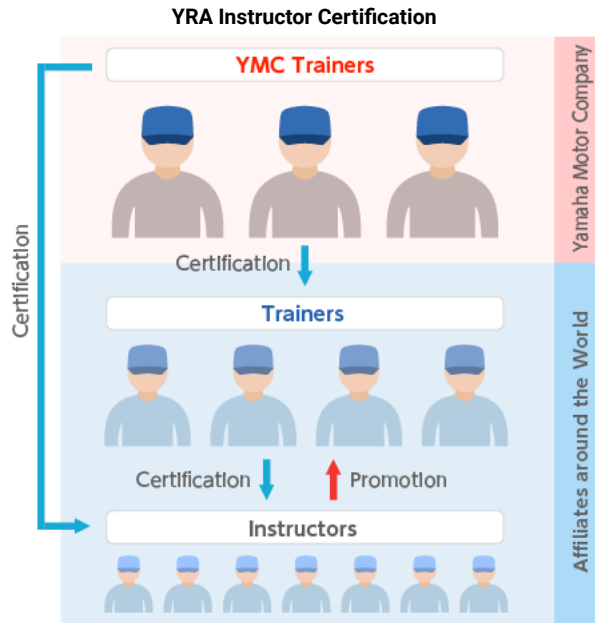 YRA Instructor Certification
YMC Trainers
Yamaha Motor Company
Certification
Certification
Trainers
Affiliates around the World
Certification
Promotion
Instructors